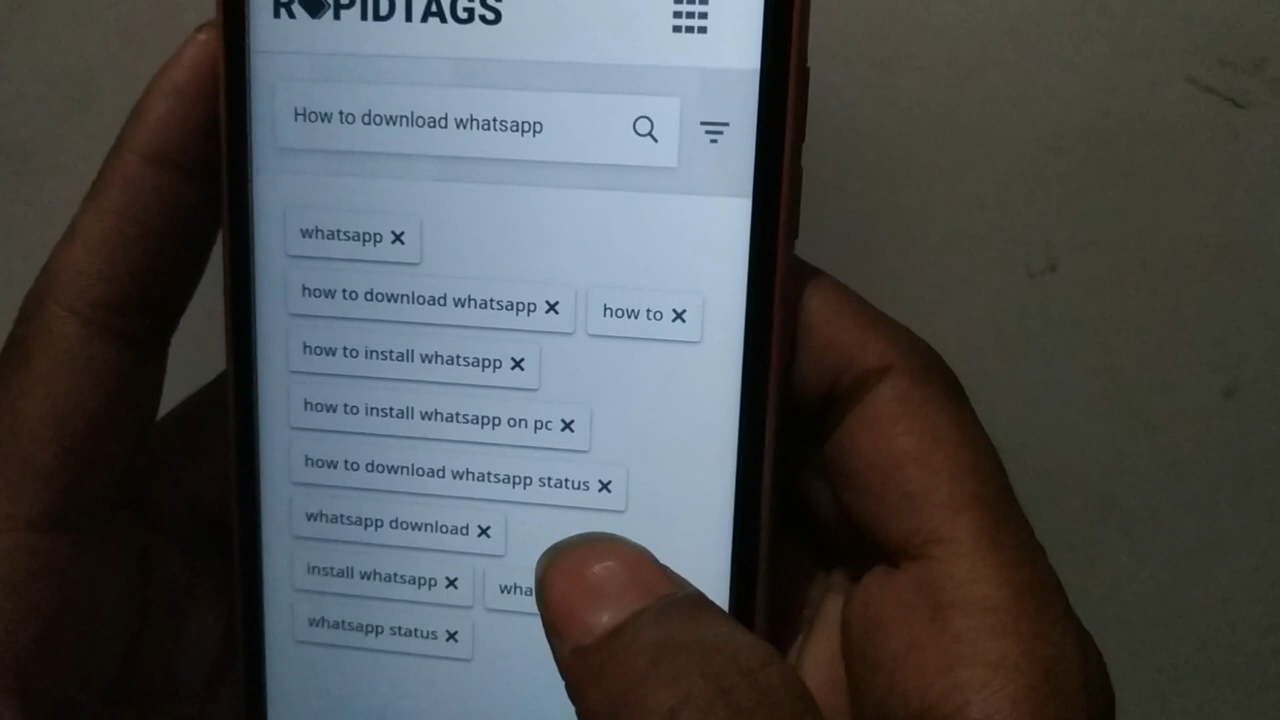 RAPIDTAGS
How to download whatsapp
whatsapp ✕
how to download whatsapp ✕ how to ✕
how to install whatsapp ✕
how to install whatsapp on pc ✕
how to download whatsapp status ✕
whatsapp download ✕
install whatsapp ✕
whatsapp status ✕